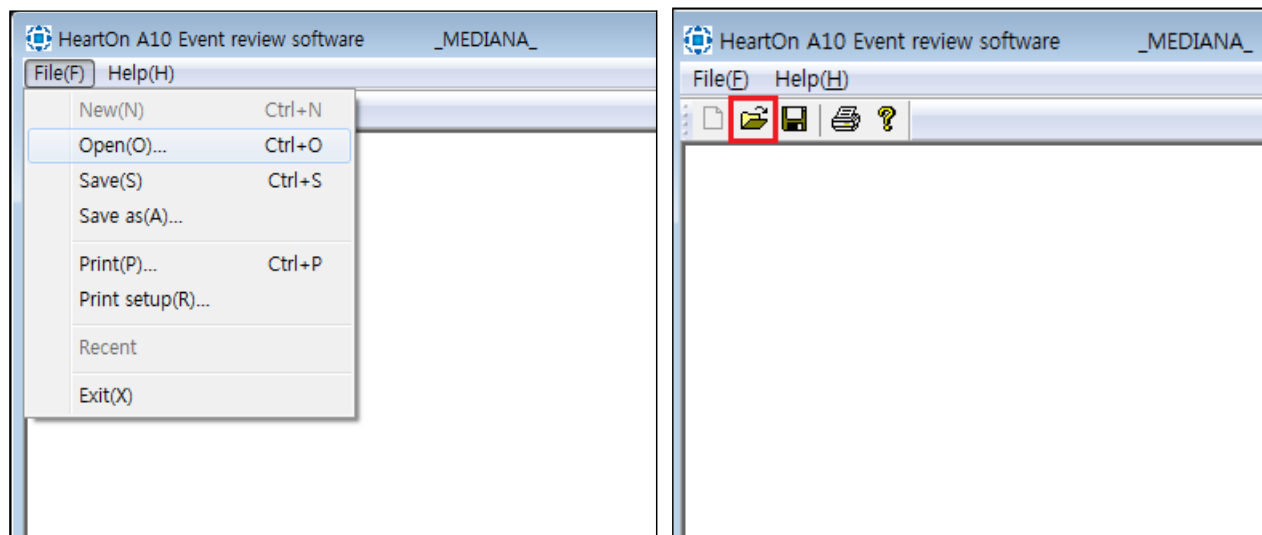 HeartOn A10 Event review software _MEDIANA_
File(F) Help(H)
New(N) Ctrl+N
Open(O)... Ctrl+O
Save(S) Ctrl+S
Save as(A)...
Print(P)... Ctrl+P
Print setup(R)...
Recent
Exit(X)
HeartOn A10 Event review software _MEDIANA_
File(F) Help(H)